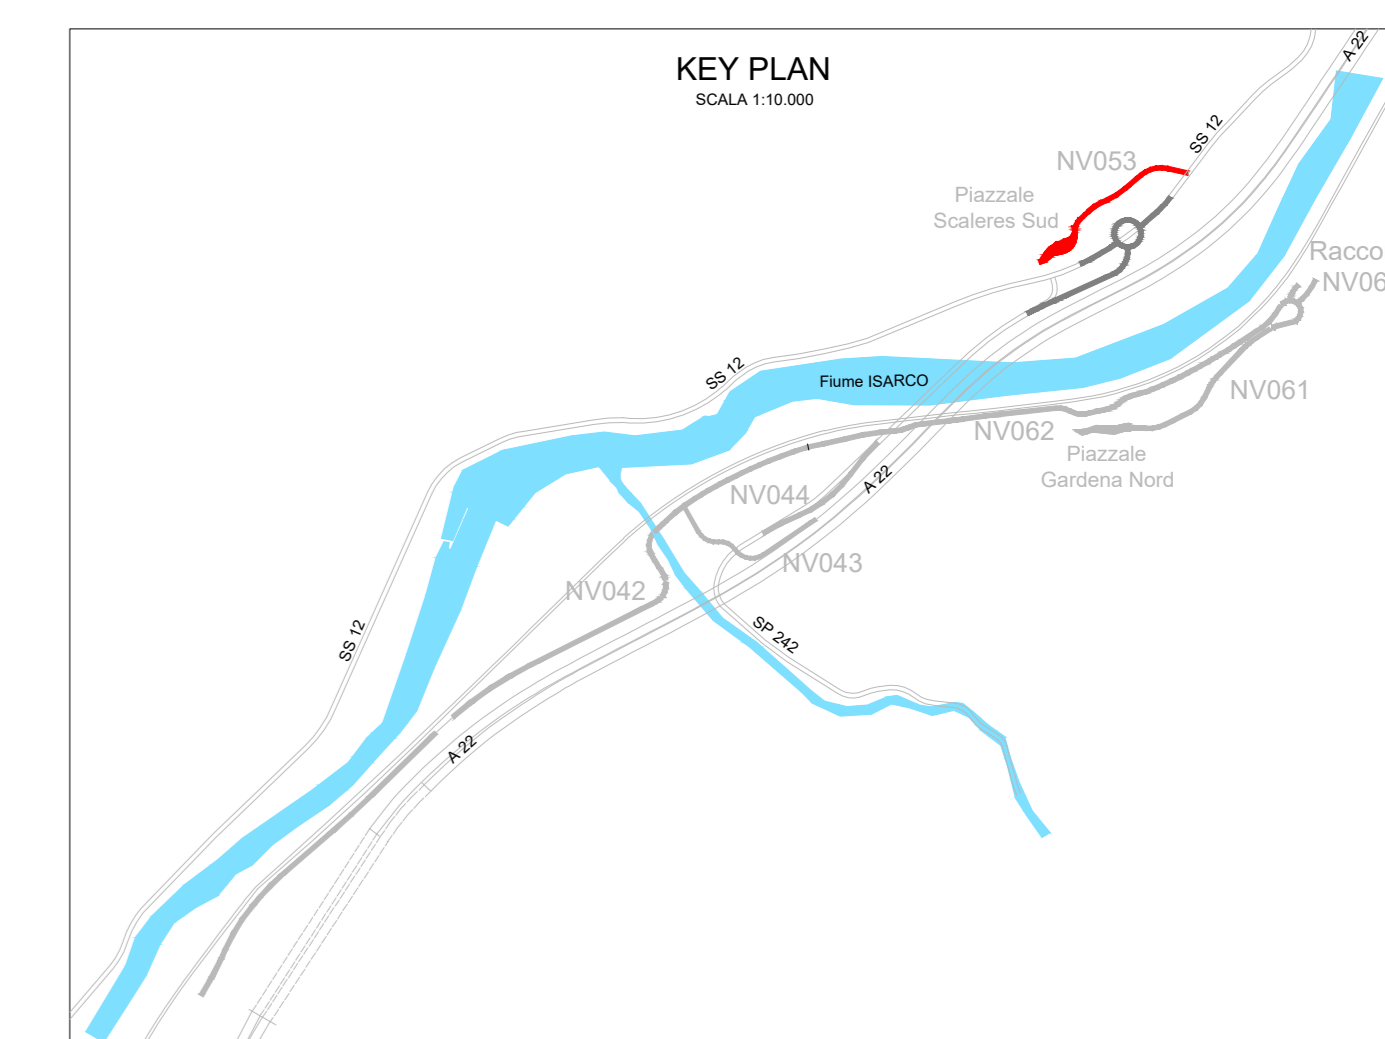 KEY PLAN
SCALA 1:10.000
A 22
SS 12
NV053
Piazzale
Scaleres Sud
Racco
NV06
SS 12
Fiume ISARCO
NV061
NV062
Piazzale
Gardena Nord
A 22
NV044
NV043
NV042
SS 12
SP 242
A 22